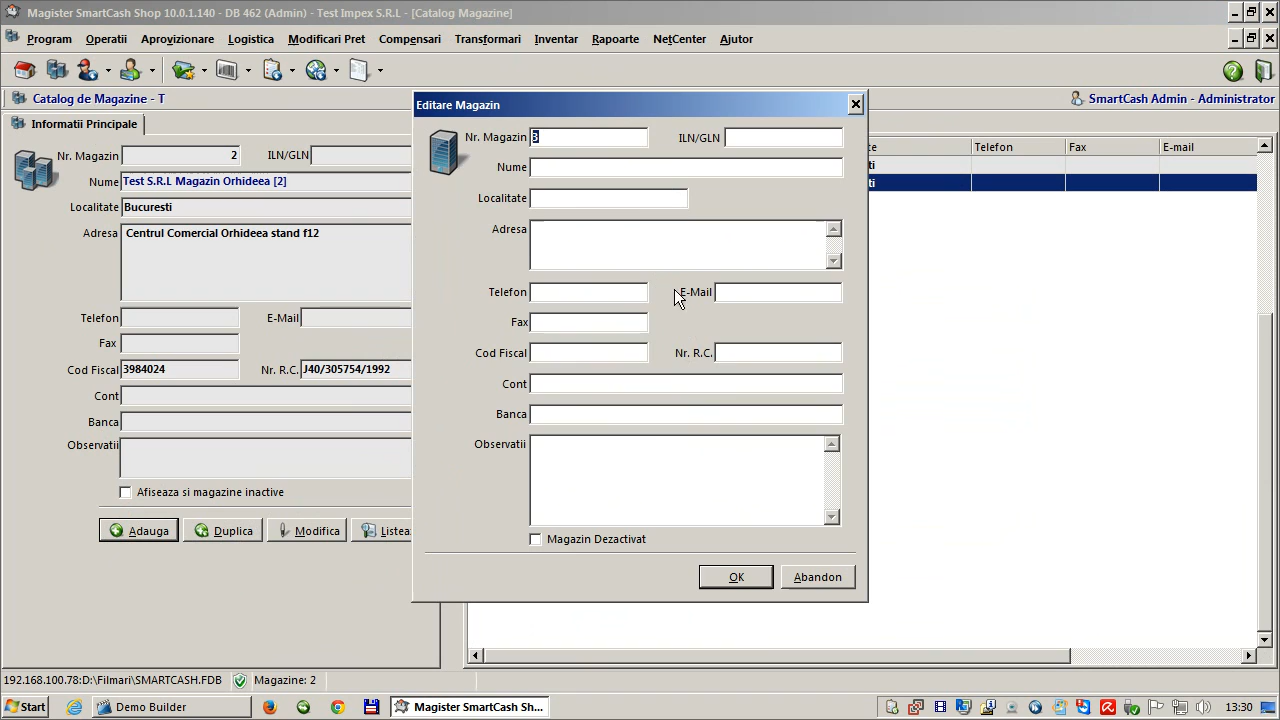 Magister SmartCash Shop 10.0.1.140 - DB 462 (Admin) - Test Impex S.R.L - [Catalog Magazine]
Program Operatii Aprovizionare Logistica Modificari Pret Compensari Transformari Inventar Rapoarte NetCenter Ajutor
Catalog de Magazine - T
SmartCash Admin - Administrator
Informatii Principale
Nr. Magazin 2 ILN/GLN
Nume Test S.R.L Magazin Orhideea [2]
Localitate Bucuresti
Adresa Centrul Comercial Orhideea stand f12
Telefon E-Mail
Fax
Cod Fiscal 3984024 Nr. R.C. J40/305754/1992
Cont
Banca
Observatii
Afiseaza si magazine inactive
Adauga Duplica Modifica Listea
Editare Magazin
Nr. Magazin 3 ILN/GLN
Nume
Localitate
Adresa
Telefon E-Mail
Fax
Cod Fiscal Nr. R.C.
Cont
Banca
Observatii
Magazin Dezactivat
OK Abandon
te Telefon Fax E-Mail
ti
ti
192.168.100.78:D:\Filmari\SMARTCASH.FDB Magazine: 2
Start Demo Builder Magister SmartCash Sh... 13:30